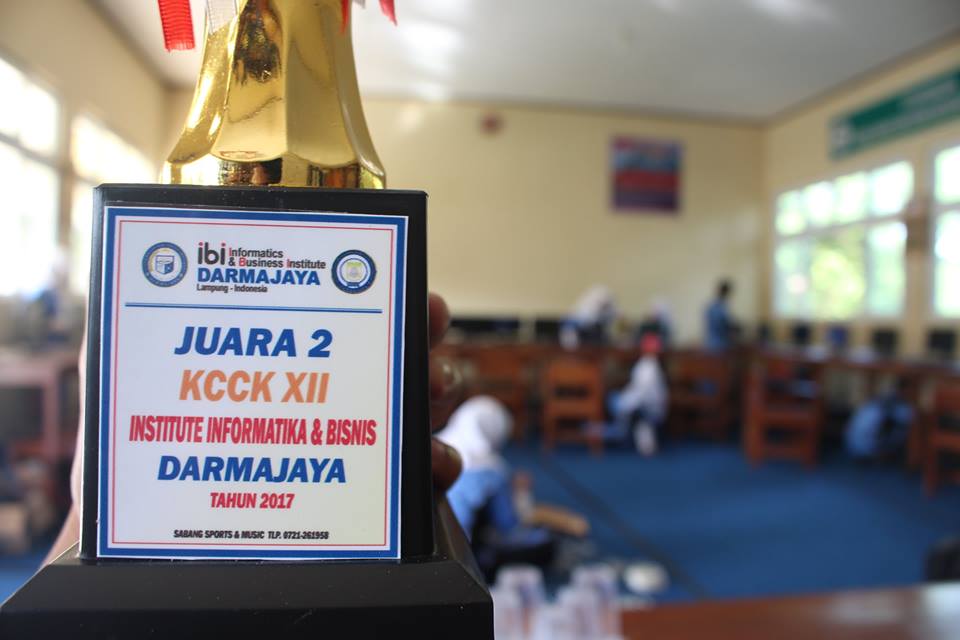 ibi Informatics
& Business Institute
DARMAJAYA
Lampung - Indonesia
JUARA 2
KCCK XII
INSTITUTE INFORMATIKA & BISNIS
DARMAJAYA
TAHUN 2017
SABANG SPORTS & MUSIC TLP. 0721-261958